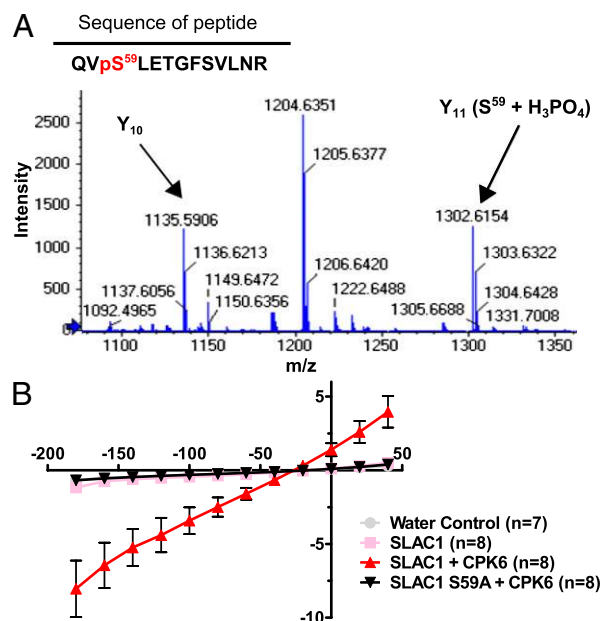 A
Sequence of peptide
QVpS59LETGFSVLNR
1204.6351
Y10
Y11 (S59 + H3PO4)
2500
2000
1500
1000
500
0
Intensity
1205.6377
1135.5906
1302.6154
1136.6213
1303.6322
1149.6472
1206.6420
1222.6488
1137.6056
1150.6356
1304.6428
1092.4965
1305.6688
1331.7008
1100
1150
1200
1250
1300
1350
m/z
B
5
-200
-150
-100
-50
50
-5
-10
Water Control (n=7)
SLAC1 (n=8)
SLAC1 + CPK6 (n=8)
SLAC1 S59A + CPK6 (n=8)